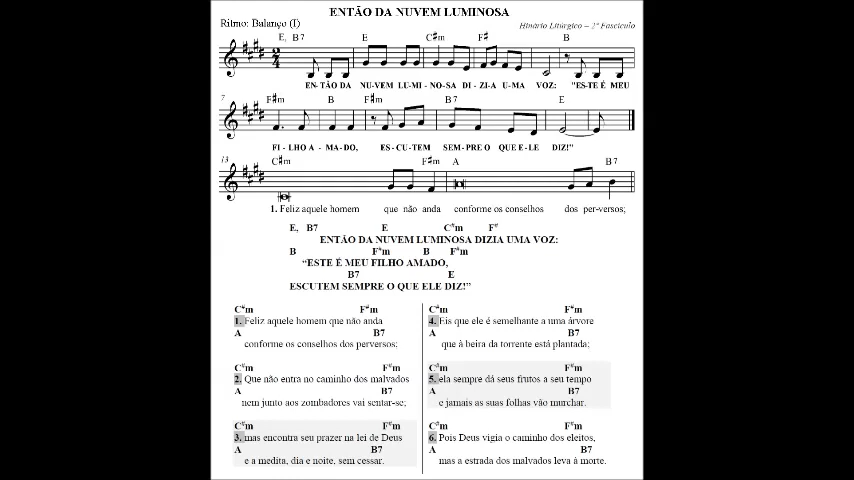 ENTÃO DA NUVEM LUMINOSA
Ritmo: Balanço (I)
Hinário Litúrgico – 2º Fascículo
E, B7 E C#m F# B
EN-TÃO DA NU-VEM LU-MI-NO-SA DI-ZI-A U-MA VOZ: "ES-TE É MEU
7
F#m B F#m B7 E
FI-LHO A-MA-DO, ES-CU-TEM SEM-PRE O QUE E-LE DIZ!"
13
C#m F#m A B7
1. Feliz aquele homem que não anda conforme os conselhos dos per-versos;
E, B7 E C#m F#
ENTÃO DA NUVEM LUMINOSA DIZIA UMA VOZ:
B F#m B F#m
“ESTE É MEU FILHO AMADO,
B7 E
ESCUTEM SEMPRE O QUE ELE DIZ!”
C#m F#m
1. Feliz aquele homem que não anda
A B7
conforme os conselhos dos perversos;
C#m F#m
2. Que não entra no caminho dos malvados
A B7
nem junto aos zombadores vai sentar-se;
C#m F#m
3. mas encontra seu prazer na lei de Deus
A B7
e a medita, dia e noite, sem cessar.
C#m F#m
4. Eis que ele é semelhante a uma árvore
A B7
que à beira da torrente está plantada;
C#m F#m
5. ela sempre dá seus frutos a seu tempo
A B7
e jamais as suas folhas vão murchar.
C#m F#m
6. Pois Deus vigia o caminho dos eleitos,
A B7
mas a estrada dos malvados leva à morte.